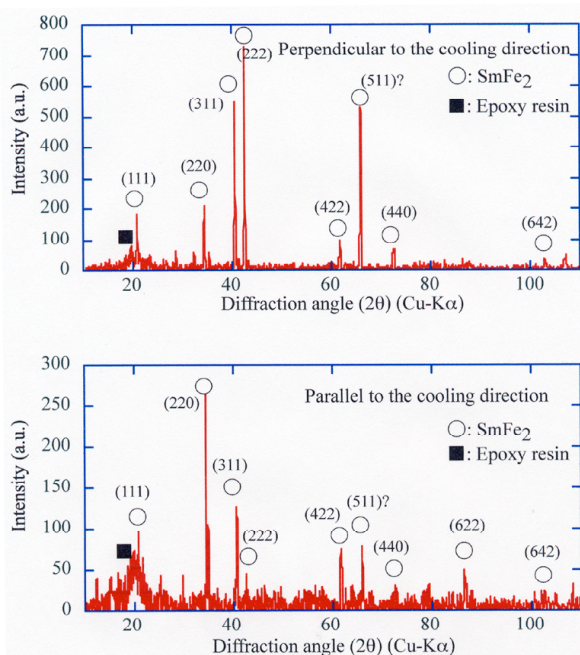 800
700
600
500
400
300
200
100
0
Intensity (a.u.)
Perpendicular to the cooling direction
: SmFe2
: Epoxy resin
(111)
(220)
(311)
(222)
(422)
(511)?
(440)
(642)
20 40 60 80 100
Diffraction angle (2θ) (Cu-Kα)
300
250
200
150
100
50
0
Intensity (a.u.)
Parallel to the cooling direction
: SmFe2
: Epoxy resin
(111)
(220)
(311)
(222)
(422)
(511)?
(440)
(622)
(642)
20 40 60 80 100
Diffraction angle (2θ) (Cu-Kα)